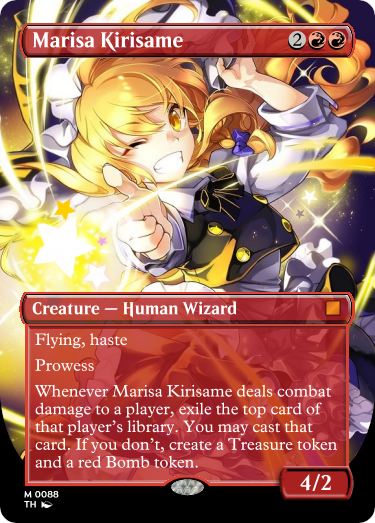 Marisa Kirisame 2
Creature — Human Wizard
Flying, haste
Prowess
Whenever Marisa Kirisame deals combat
damage to a player, exile the top card of
that player's library. You may cast that
card. If you don't, create a Treasure token
and a red Bomb token.
4/2
M 0088
TH